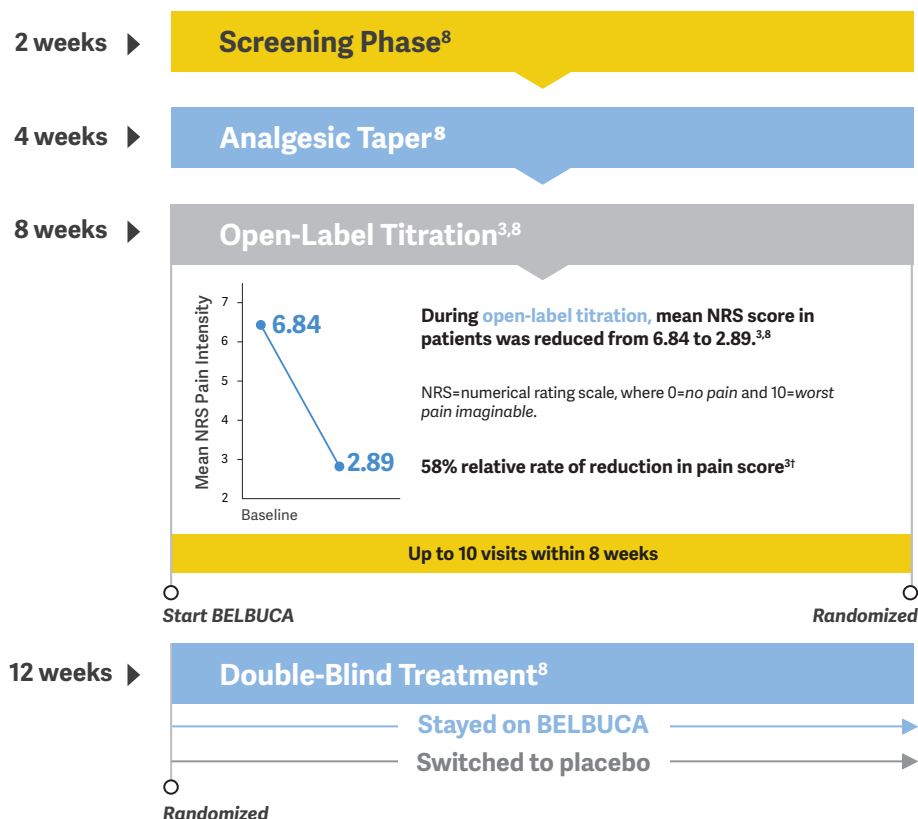 2 weeks
Screening Phase⁸
4 weeks
Analgesic Taper⁸
8 weeks
Open-Label Titration³,⁸
Mean NRS Pain Intensity
7
6
5
4
3
2
6.84
2.89
Baseline
During open-label titration, mean NRS score in
patients was reduced from 6.84 to 2.89.³,⁸
NRS=numerical rating scale, where 0=no pain and 10=worst
pain imaginable.
58% relative rate of reduction in pain score³†
Up to 10 visits within 8 weeks
Start BELBUCA
Randomized
12 weeks
Double-Blind Treatment⁸
Stayed on BELBUCA
Switched to placebo
Randomized